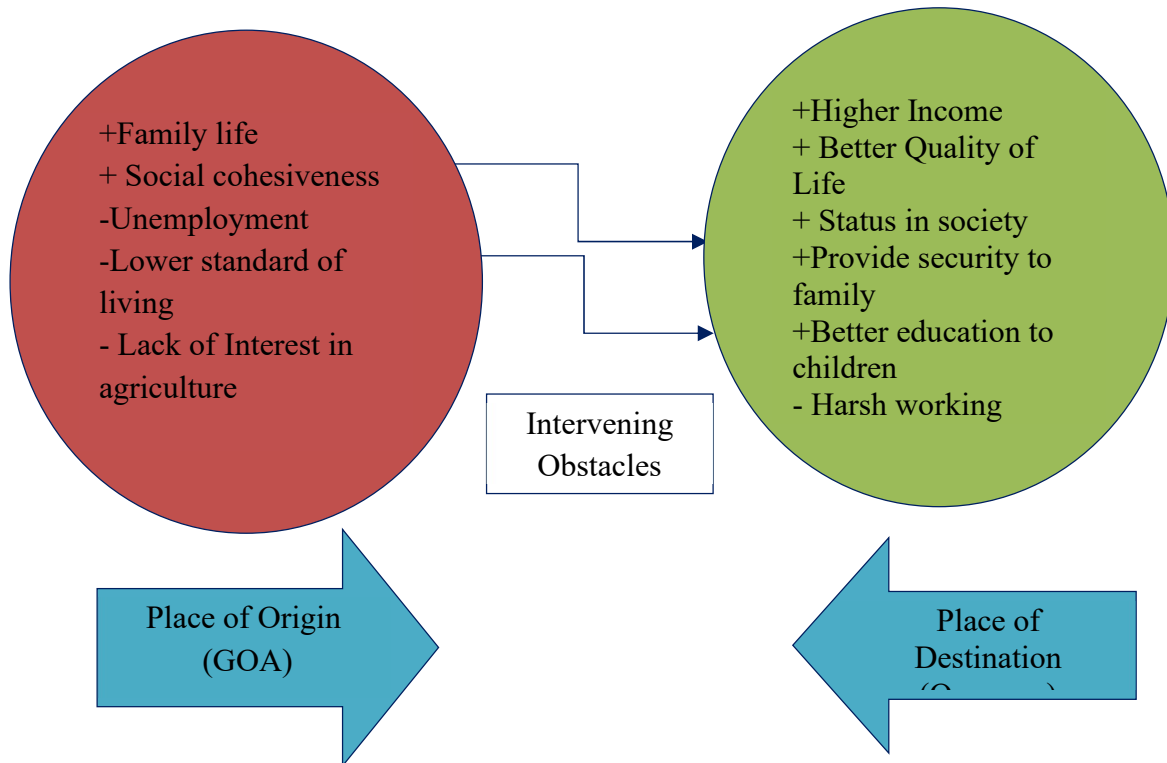 +Family life
+ Social cohesiveness
-Unemployment
-Lower standard of
living
- Lack of Interest in
agriculture
+Higher Income
+ Better Quality of
Life
+ Status in society
+Provide security to
family
+Better education to
children
- Harsh working
Intervening
Obstacles
Place of Origin
(GOA)
Place of
Destination